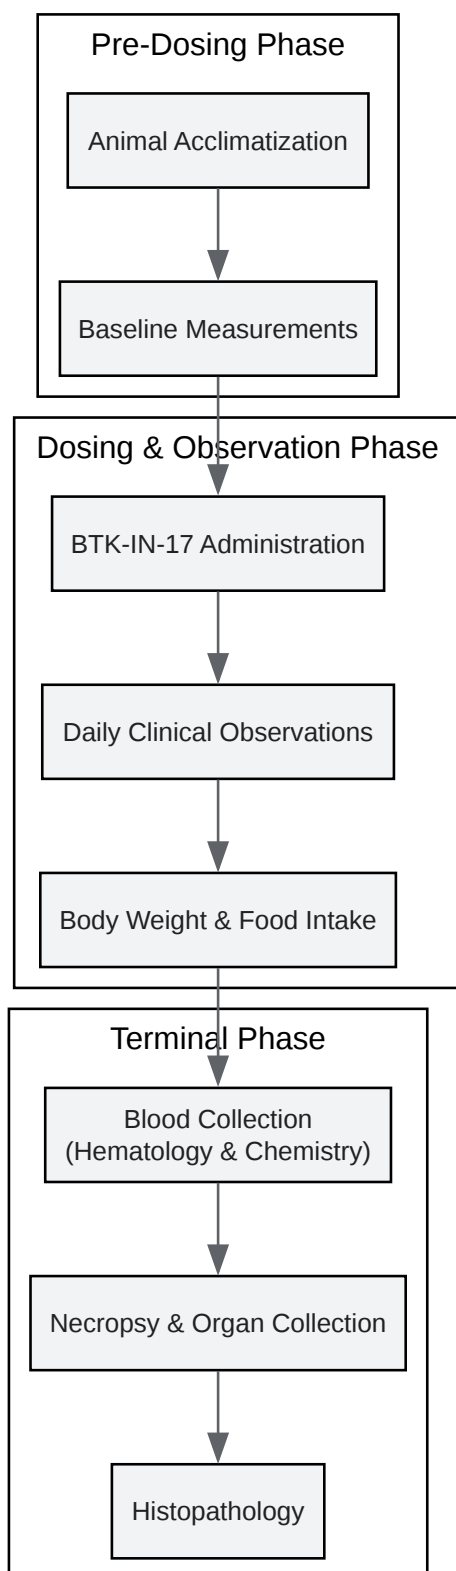 Pre-Dosing Phase
Animal Acclimatization
Baseline Measurements
Dosing & Observation Phase
BTK-IN-17 Administration
Daily Clinical Observations
Body Weight & Food Intake
Terminal Phase
Blood Collection
(Hematology & Chemistry)
Necropsy & Organ Collection
Histopathology